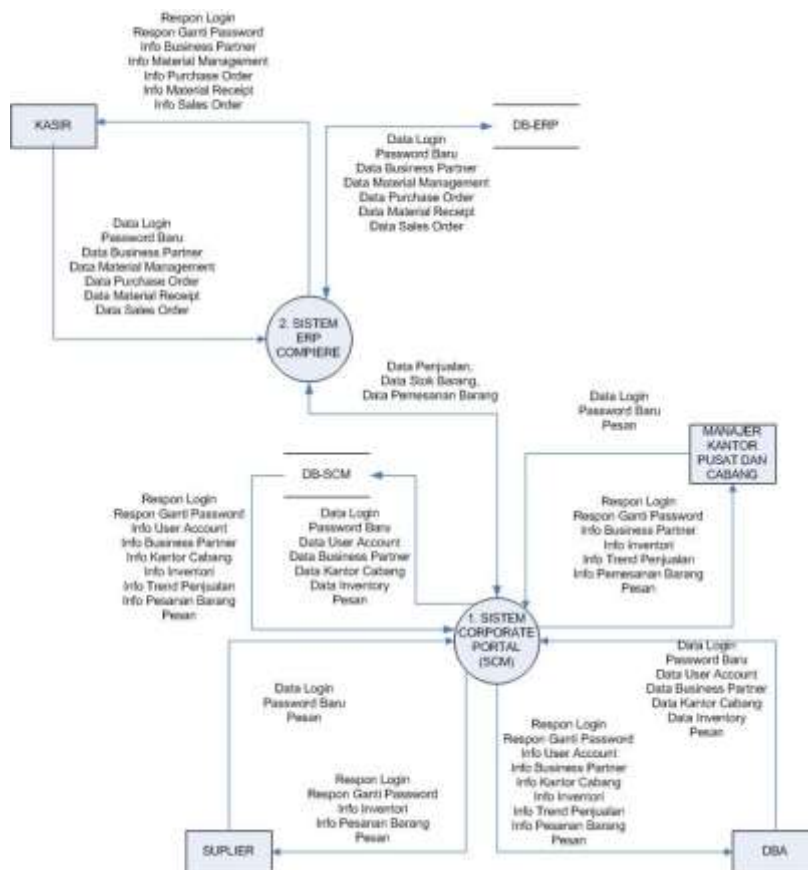 Respon Login
Respon Ganti Password
Info Business Partner
Info Material Management
Info Purchase Order
Info Material Receipt
Info Sales Order
KASIR
DB-ERP
Data Login
Password Baru
Data Business Partner
Data Material Management
Data Purchase Order
Data Material Receipt
Data Sales Order
Data Login
Password Baru
Data Business Partner
Data Material Management
Data Purchase Order
Data Material Receipt
Data Sales Order
2. SISTEM
ERP
COMPIERE
Data Penjualan,
Data Stok Barang,
Data Pemesanan Barang
Data Login
Password Baru
Pesan
MANAJER
KANTOR
PUSAT DAN
CABANG
DB-SCM
Respon Login
Respon Ganti Password
Info User Account
Info Business Partner
Info Kantor Cabang
Info Inventori
Info Trend Penjualan
Info Pesanan Barang
Pesan
Data Login
Password Baru
Data User Account
Data Business Partner
Data Kantor Cabang
Data Inventory
Pesan
Respon Login
Respon Ganti Password
Info Business Partner
Info Inventori
Info Trend Penjualan
Info Pemesanan Barang
Pesan
1. SISTEM
CORPORATE
PORTAL
(SCM)
Data Login
Password Baru
Pesan
Data Login
Password Baru
Data User Account
Data Business Partner
Data Kantor Cabang
Data Inventory
Pesan
Respon Login
Respon Ganti Password
Info Inventori
Info Pesanan Barang
Pesan
Respon Login
Respon Ganti Password
Info User Account
Info Business Partner
Info Kantor Cabang
Info Inventori
Info Trend Penjualan
Info Pesanan Barang
Pesan
SUPLIER
DBA